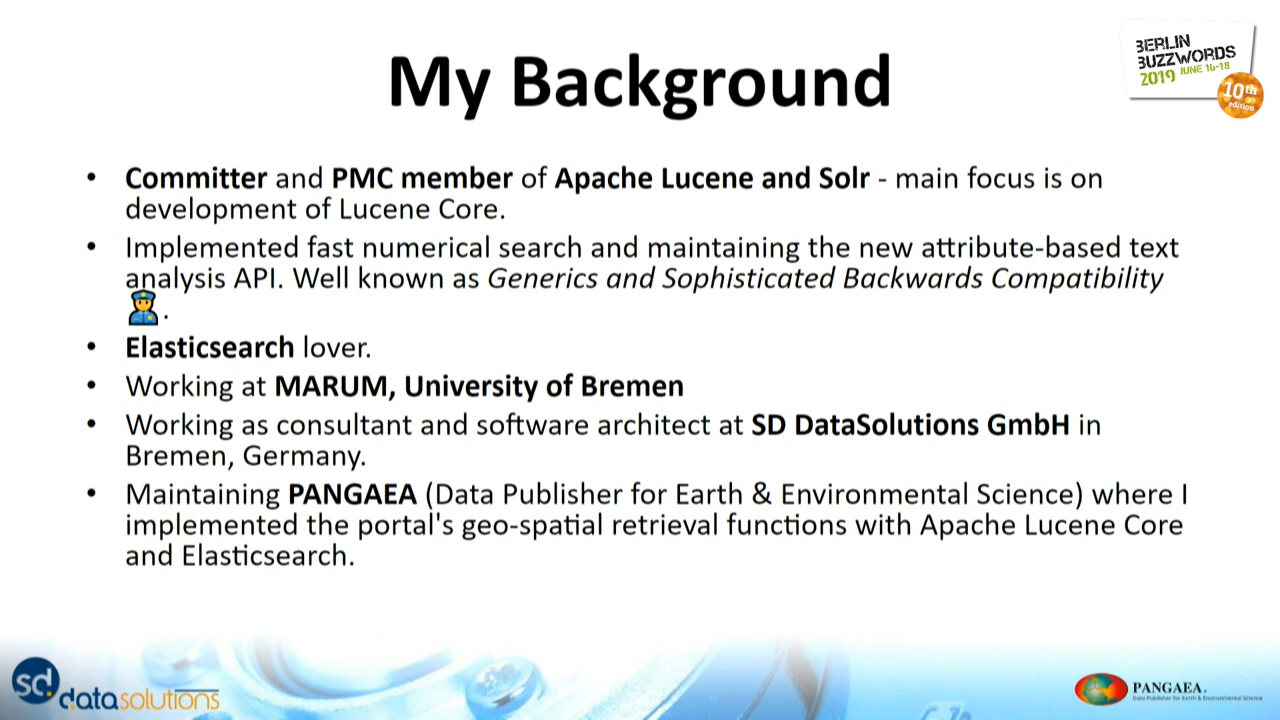 My Background
BERLIN
BUZZWORDS
2019 JUNE 16-18
10th
edition
• Committer and PMC member of Apache Lucene and Solr - main focus is on
development of Lucene Core.
• Implemented fast numerical search and maintaining the new attribute-based text
analysis API. Well known as Generics and Sophisticated Backwards Compatibility
👮.
• Elasticsearch lover.
• Working at MARUM, University of Bremen
• Working as consultant and software architect at SD DataSolutions GmbH in
Bremen, Germany.
• Maintaining PANGAEA (Data Publisher for Earth & Environmental Science) where I
implemented the portal's geo-spatial retrieval functions with Apache Lucene Core
and Elasticsearch.
sd.
datasolutions
PANGAEA.
Data Publisher for Earth & Environmental Science